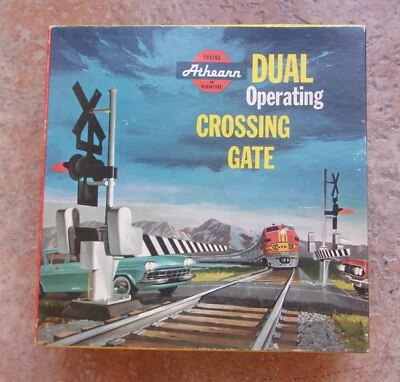 TRAINS
Athearn
IN
MINIATURE
DUAL
Operating
CROSSING
GATE